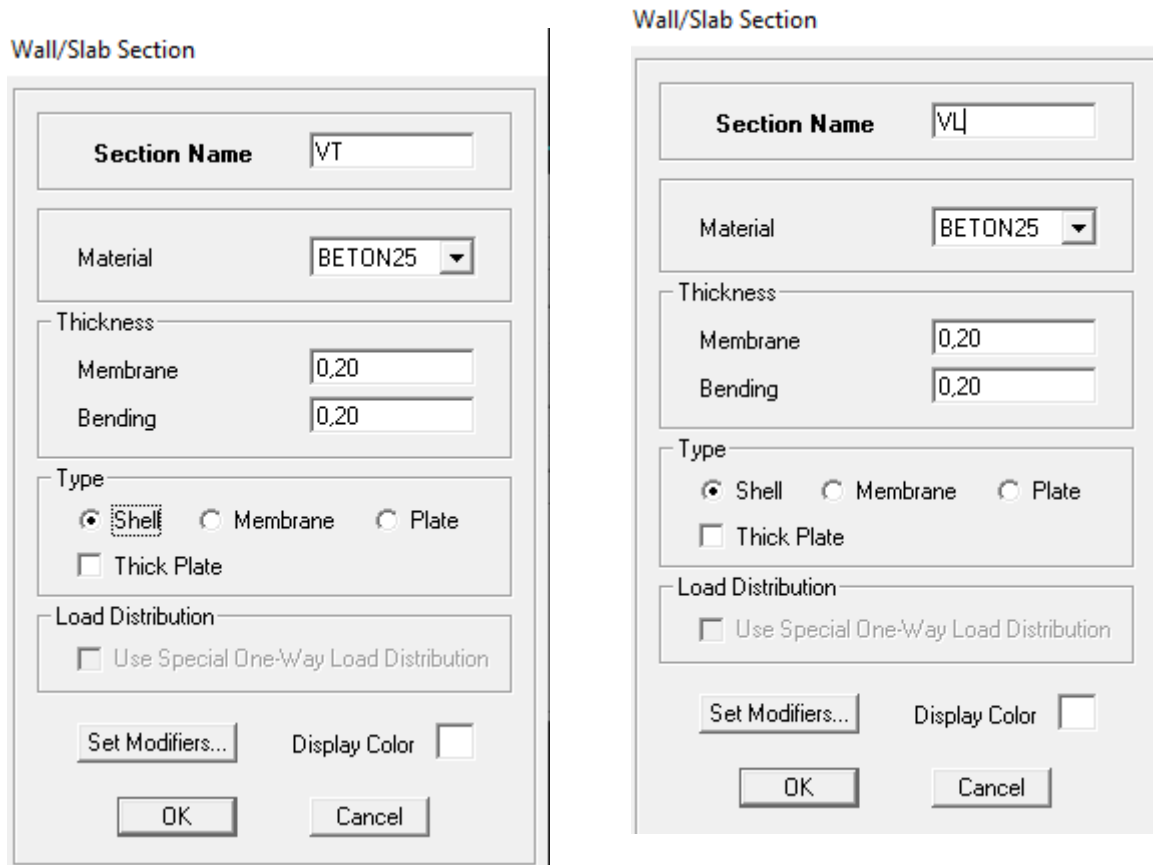 Wall/Slab Section
Section Name VT
Material BETON25
Thickness
Membrane 0,20
Bending 0,20
Type
Shell Membrane Plate
Thick Plate
Load Distribution
Use Special One-Way Load Distribution
Set Modifiers... Display Color
OK Cancel
Wall/Slab Section
Section Name VL
Material BETON25
Thickness
Membrane 0,20
Bending 0,20
Type
Shell Membrane Plate
Thick Plate
Load Distribution
Use Special One-Way Load Distribution
Set Modifiers... Display Color
OK Cancel